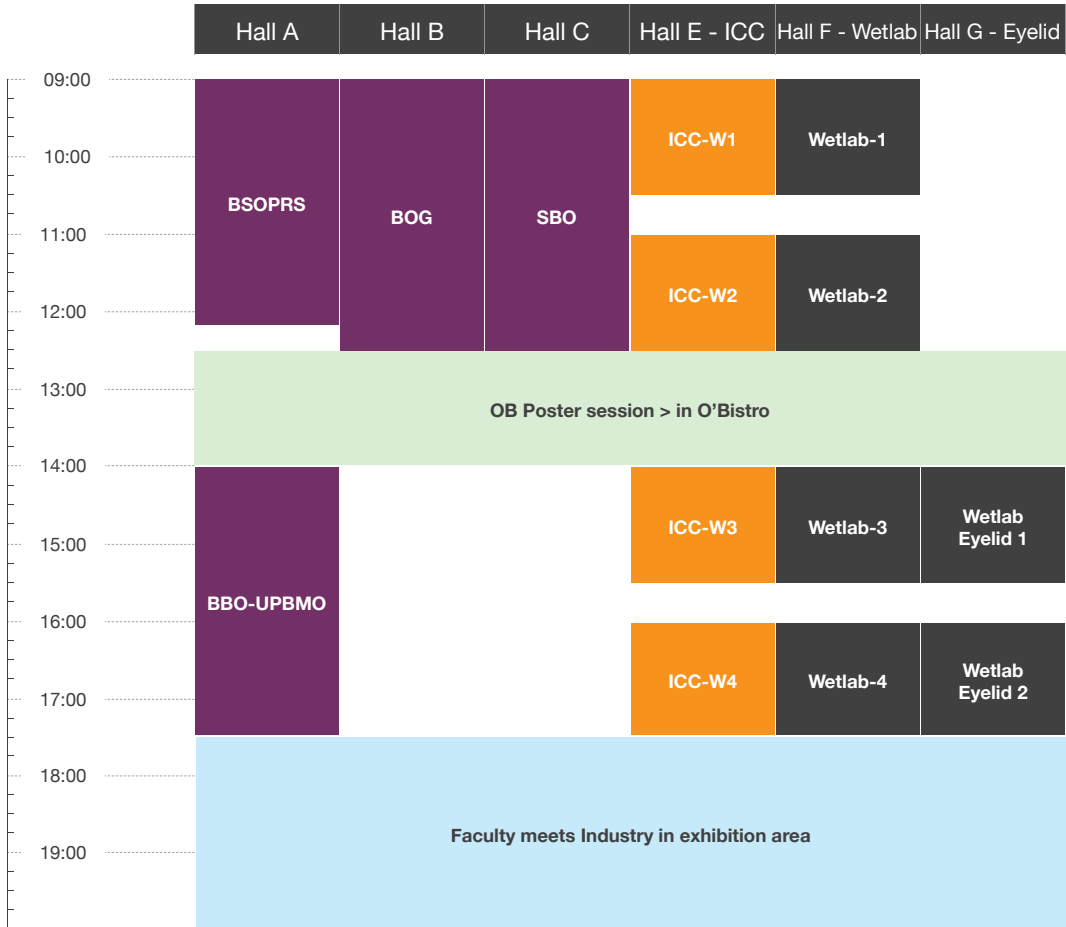 Hall A
Hall B
Hall C
Hall E - ICC
Hall F - Wetlab
Hall G - Eyelid
09:00
10:00
11:00
12:00
13:00
14:00
15:00
16:00
17:00
18:00
19:00
BSOPRS
BOG
SBO
ICC-W1
Wetlab-1
ICC-W2
Wetlab-2
OB Poster session > in O’Bistro
BBO-UPBMO
ICC-W3
Wetlab-3
Wetlab
Eyelid 1
ICC-W4
Wetlab-4
Wetlab
Eyelid 2
Faculty meets Industry in exhibition area